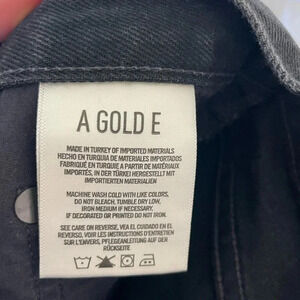 A GOLD E
MADE IN TURKEY OF IMPORTED MATERIALS
HECHO EN TURQUIA DE MATERIALES IMPORTADOS
FABRIQUÉ EN TURQUIE A PARTIR DE MATÉRIAUX
IMPORTÉS, IN DER TÜRKEI HERGESTELLT MIT
IMPORTIERTEN MATERIALIEN
MACHINE WASH COLD WITH LIKE COLORS,
DO NOT BLEACH, TUMBLE DRY LOW,
IRON MEDIUM IF NECESSARY.
IF DECORATED OR PRINTED DO NOT IRON.
SEE CARE ON REVERSE, VEA EL CUIDADO EN EL
REVERSO, VOIR LES INSTRUCTIONS D'ENTRETIEN
SUR L'ENVERS, PFLEGEANLEITUNG AUF DER
RÜCKSEITE